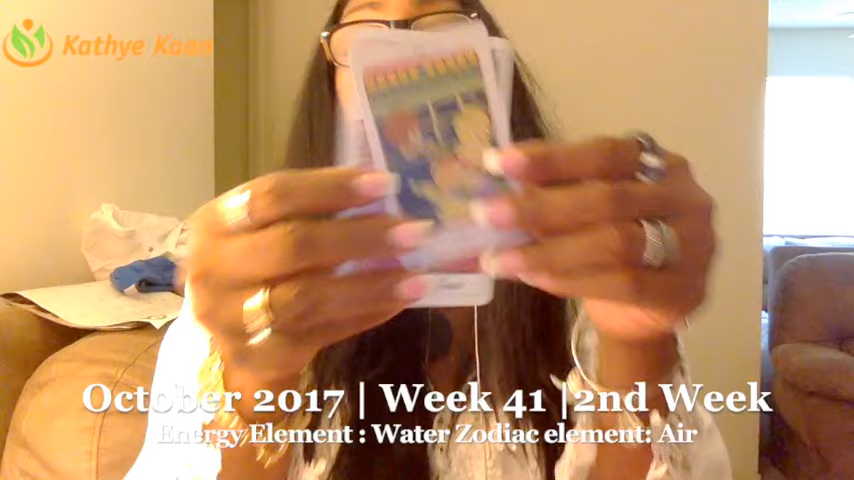 Kathye Kaan
October 2017 | Week 41 |2nd Week
Energy Element : Water Zodiac element: Air